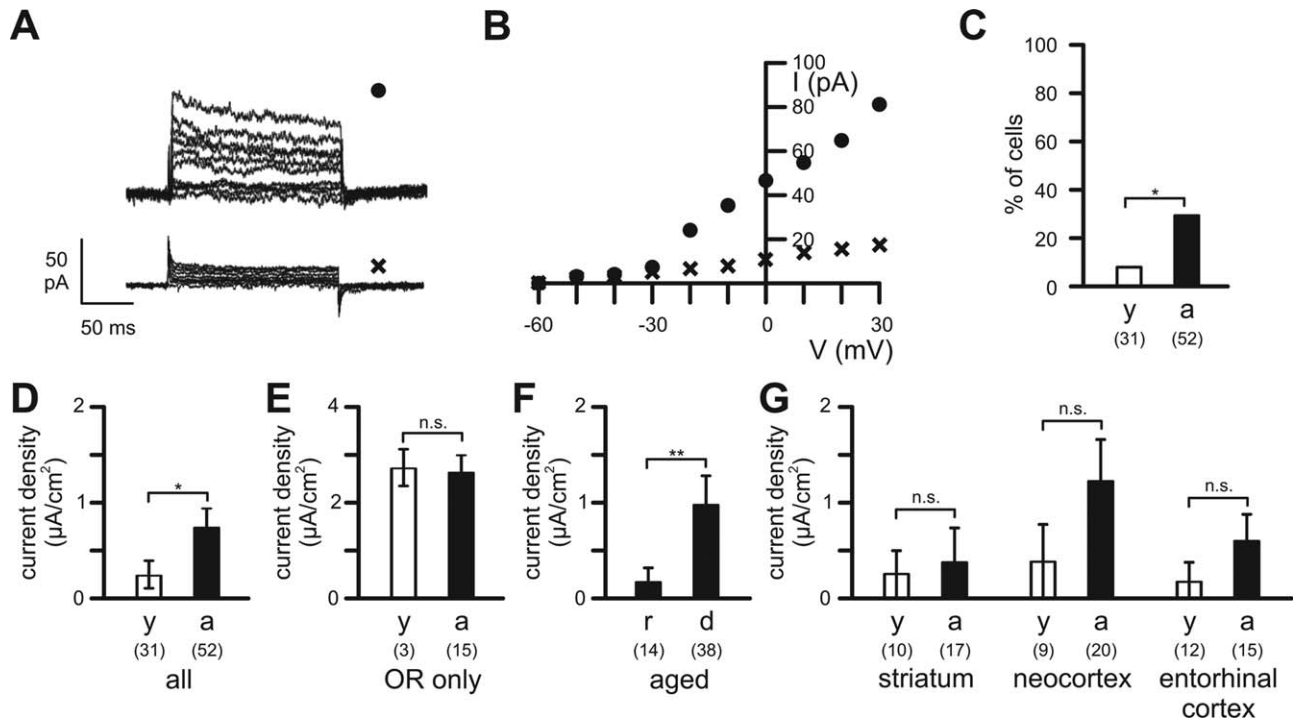 A
50
pA
50 ms
B
I (pA)
100
80
60
40
20
-60
-30
0
30
V (mV)
C
% of cells
100
80
60
40
20
0
*
y
a
(31)
(52)
D
current density
(µA/cm²)
2
1
0
*
y
a
(31)
(52)
all
E
current density
(µA/cm²)
4
2
0
n.s.
y
a
(3)
(15)
OR only
F
current density
(µA/cm²)
2
1
0
**
r
d
(14)
(38)
aged
G
current density
(µA/cm²)
2
1
0
n.s.
y
a
(10)
(17)
striatum
n.s.
y
a
(9)
(20)
neocortex
n.s.
y
a
(12)
(15)
entorhinal
cortex